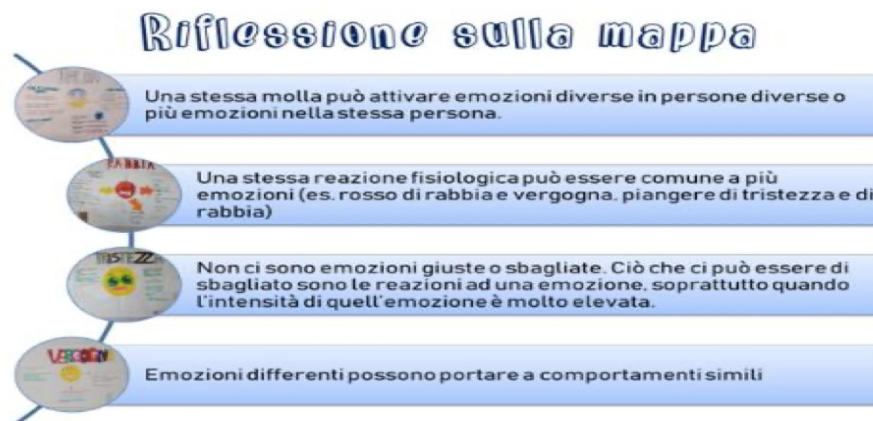 Riflessione sulla mappa
Una stessa molla può attivare emozioni diverse in persone diverse o
più emozioni nella stessa persona.
RABBIA
Una stessa reazione fisiologica può essere comune a più
emozioni (es. rosso di rabbia e vergogna, piangere di tristezza e di
rabbia)
Non ci sono emozioni giuste o sbagliate. Ciò che ci può essere di
sbagliato sono le reazioni ad una emozione, soprattutto quando
l'intensità di quell'emozione è molto elevata.
Emozioni differenti possono portare a comportamenti simili